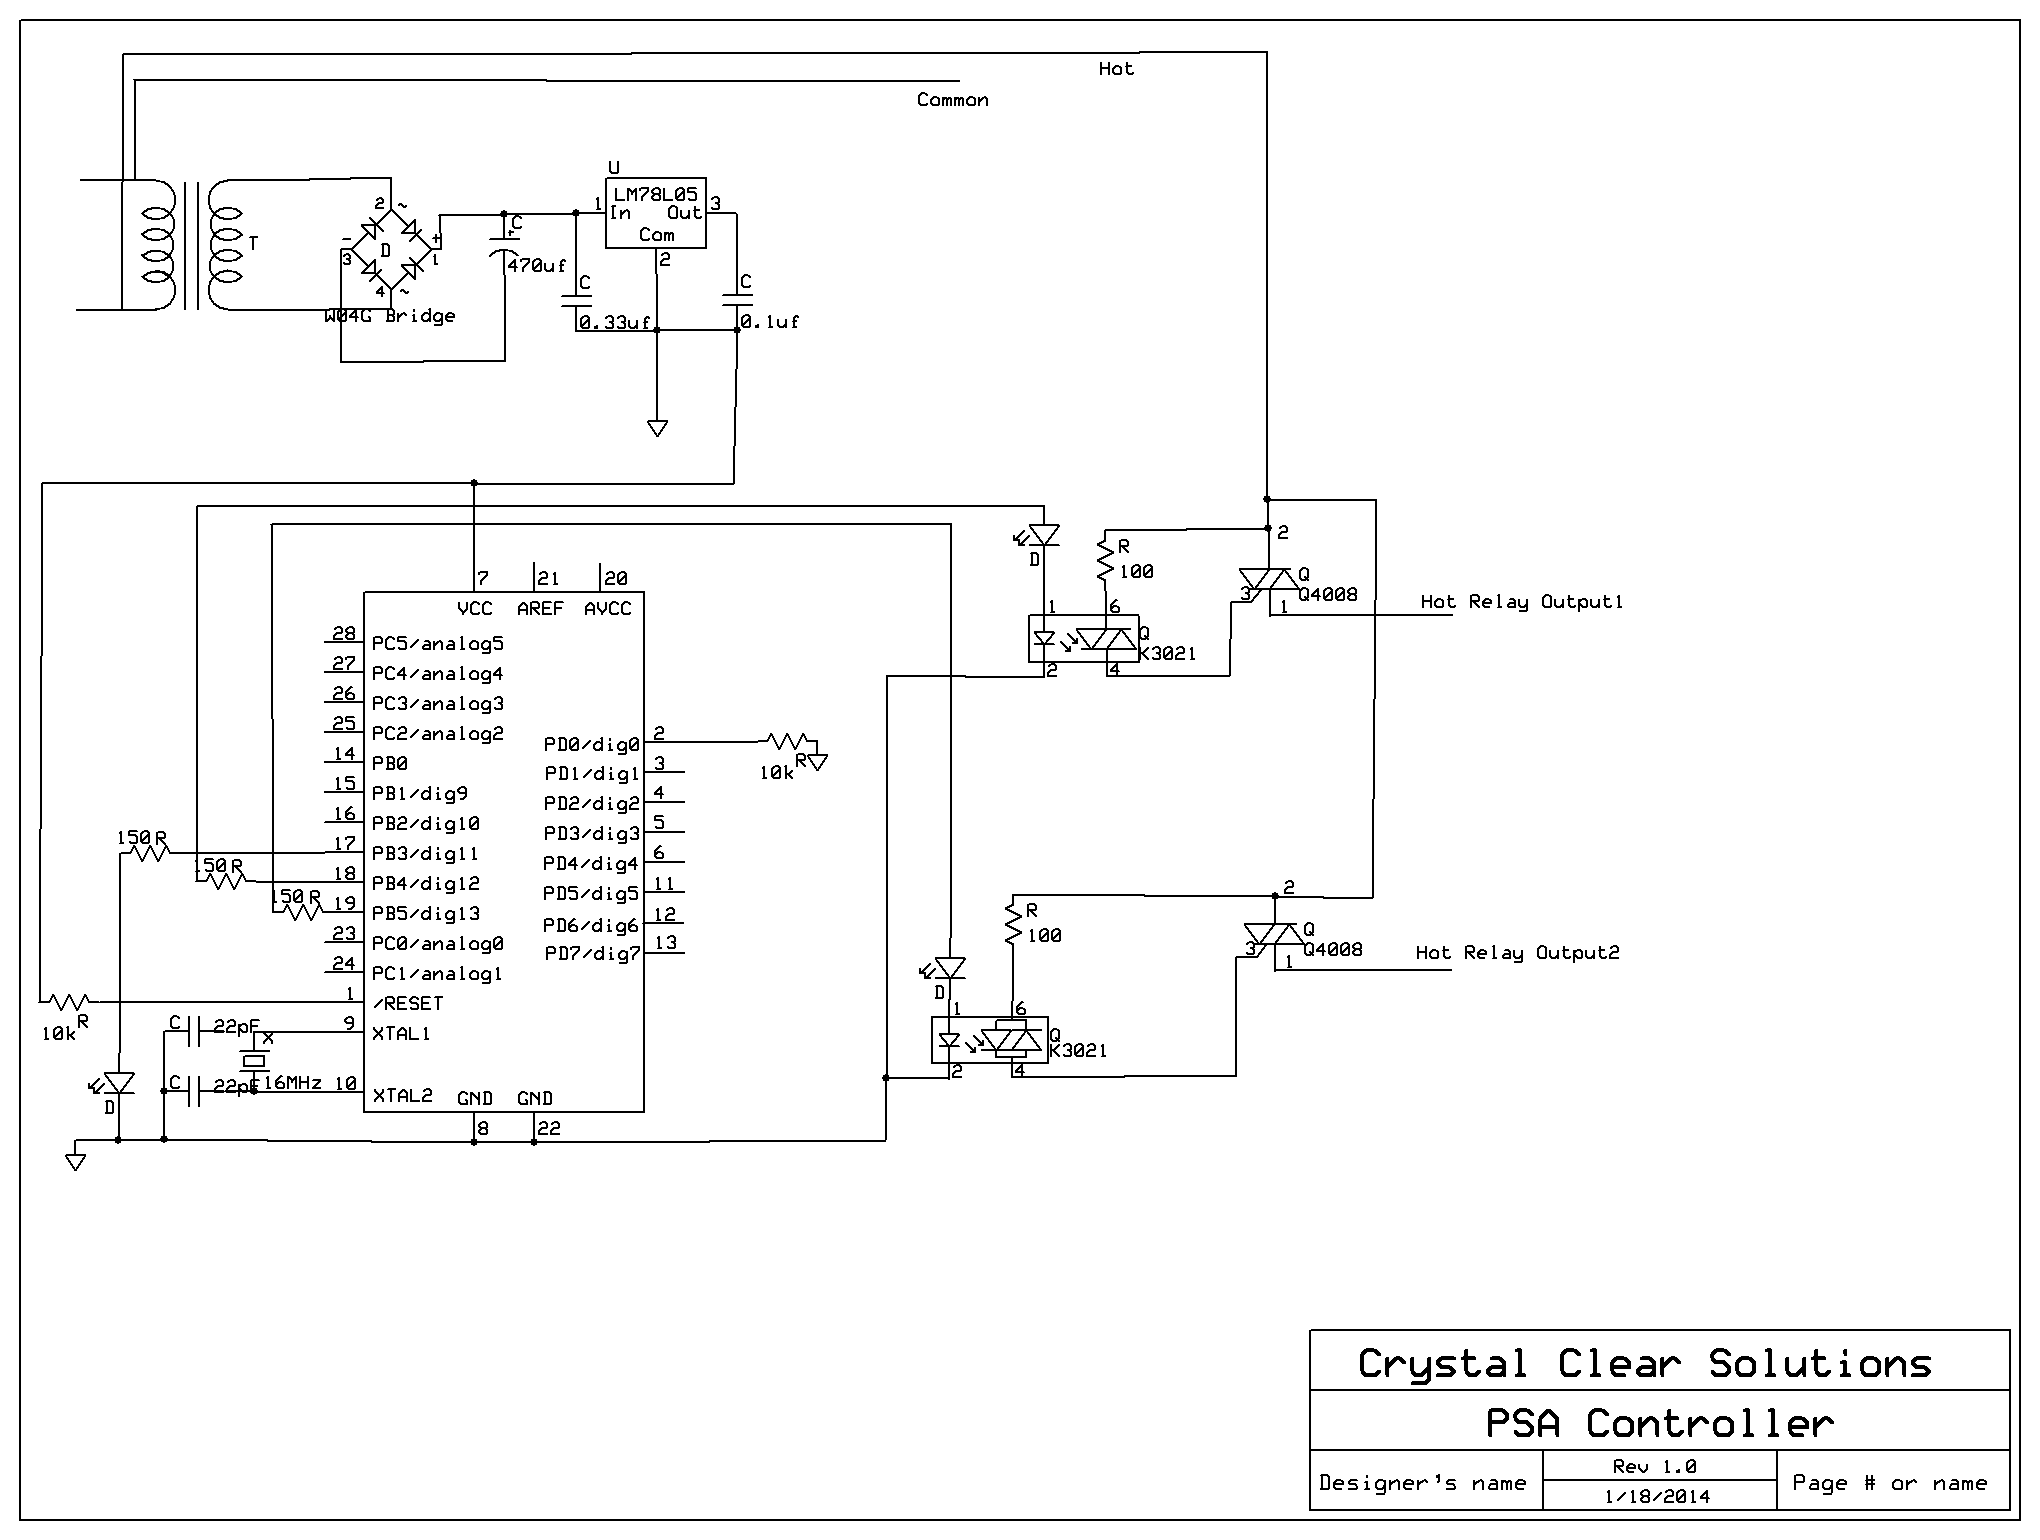 Hot
Common
U
LM78L05
1 In Out 3
Com
2
T
2 ~
- D +
3 1
4 ~
W04G Bridge
C
+
470uf
C
0.33uf
C
0.1uf
7 21 20
VCC AREF AVCC
28 PC5/analog5
27 PC4/analog4
26 PC3/analog3
25 PC2/analog2
14 PB0
15 PB1/dig9
16 PB2/dig10
17 PB3/dig11
18 PB4/dig12
19 PB5/dig13
23 PC0/analog0
24 PC1/analog1
1 /RESET
9 XTAL1
10 XTAL2
GND GND
8 22
PD0/dig0 2
PD1/dig1 3
PD2/dig2 4
PD3/dig3 5
PD4/dig4 6
PD5/dig5 11
PD6/dig6 12
PD7/dig7 13
10k R
150 R
150 R
150 R
10k R
C 22pF
X
C 22pF 16MHz
D
D
R
100
1 6
Q
K3021
2 4
2
Q
Q4008
3 1
Hot Relay Output1
D
R
100
1 6
Q
K3021
2 4
2
Q
Q4008
3 1
Hot Relay Output2
Crystal Clear Solutions
PSA Controller
Designer's name
Rev 1.0
1/18/2014
Page # or name